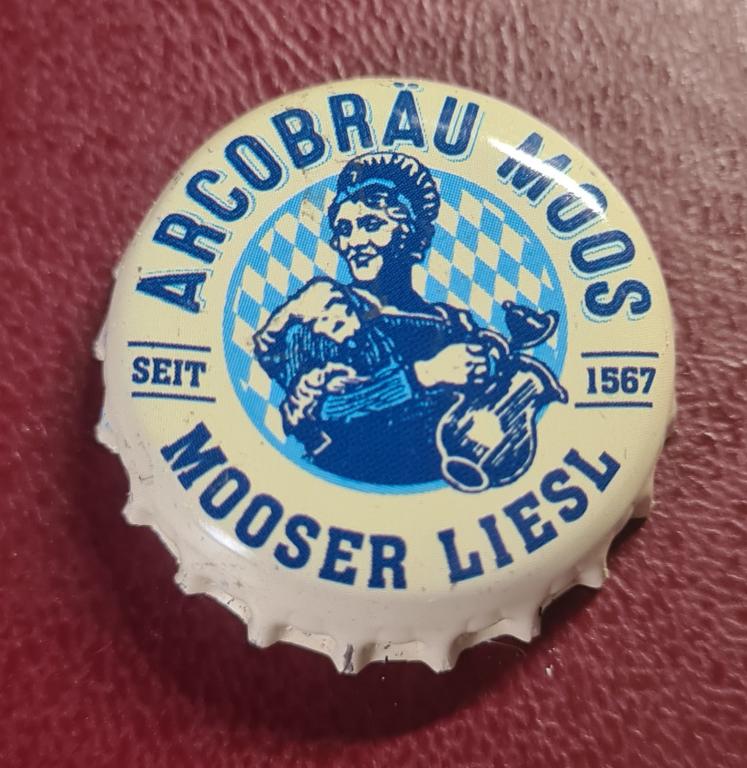 ARCOBRÄU MOOS
SEIT 1567
MOOSER LIESL